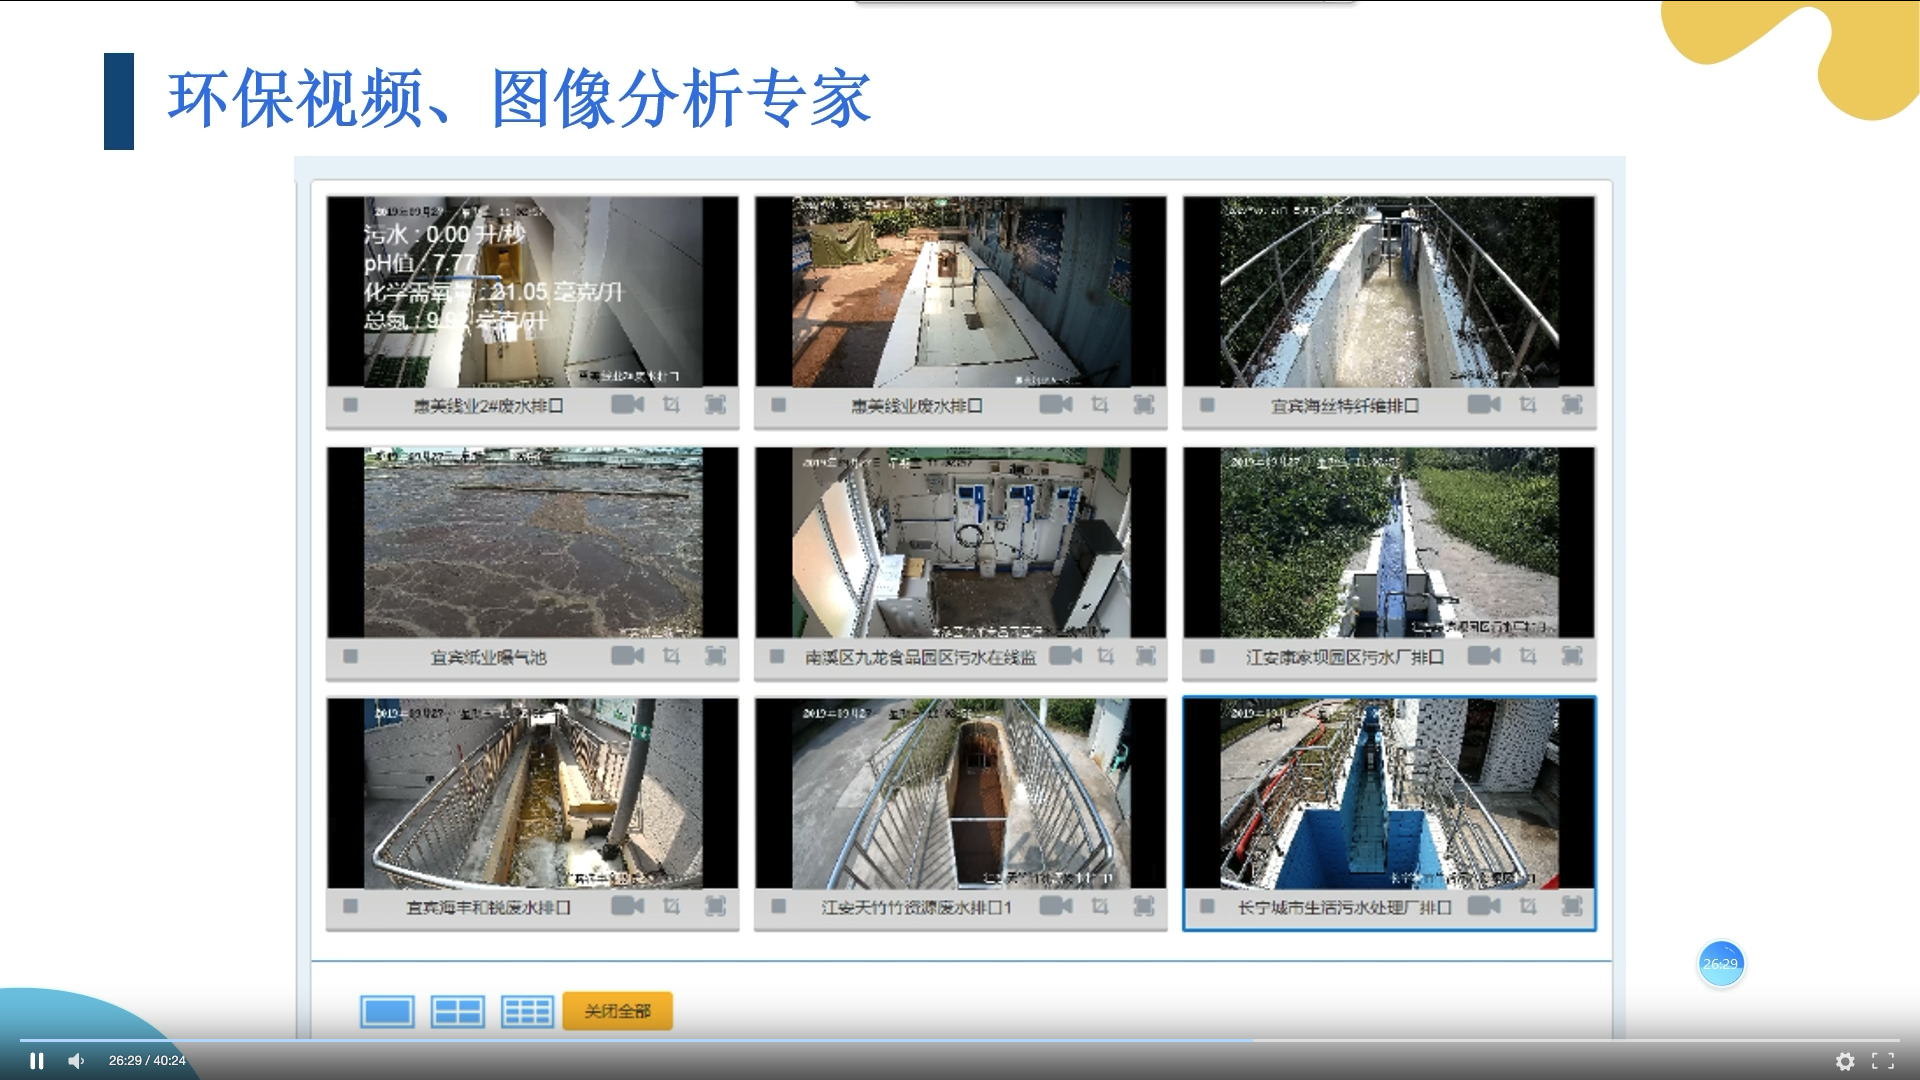 环保视频、图像分析专家
污水：0.00 升/秒
pH值：7.77
化学需氧量：21.05 毫克/升
总氮：9.92 毫克/升
惠美线业2#废水排口
惠美线业废水排口
宜宾海丝特纤维排口
宜宾纸业曝气池
南溪区九龙食品园区污水在线监
江安康家坝园区污水厂排口
宜宾海丰和锐废水排口
江安天竹竹资源废水排口1
长宁城市生活污水处理厂排口
26:29
关闭全部
26:29 / 40:24